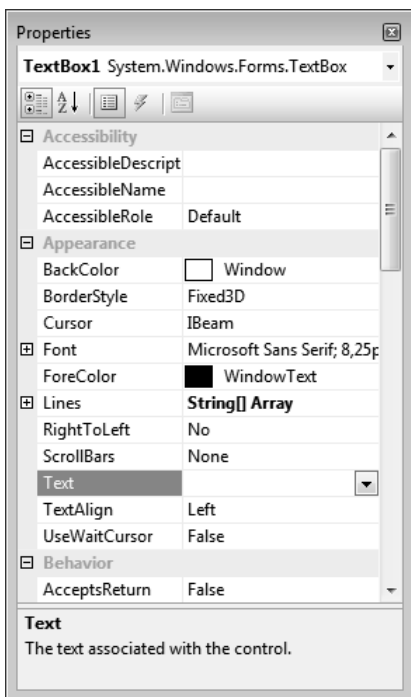 Properties
TextBox1 System.Windows.Forms.TextBox
Accessibility
AccessibleDescript
AccessibleName
AccessibleRole Default
Appearance
BackColor Window
BorderStyle Fixed3D
Cursor IBeam
Font Microsoft Sans Serif; 8,25p
ForeColor WindowText
Lines String[] Array
RightToLeft No
ScrollBars None
Text
TextAlign Left
UseWaitCursor False
Behavior
AcceptsReturn False
Text
The text associated with the control.